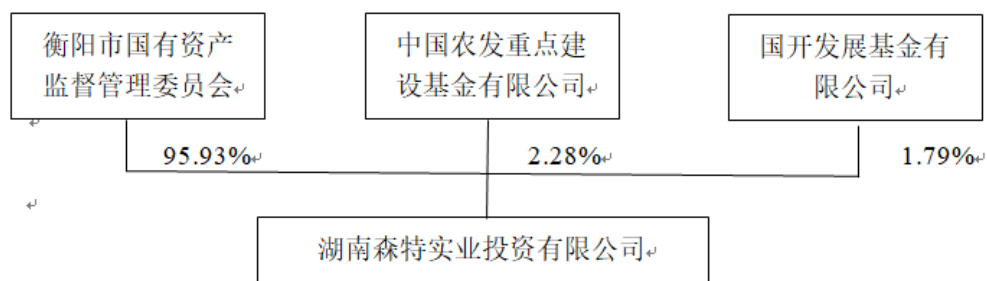 衡阳市国有资产
监督管理委员会
中国农发重点建
设基金有限公司
国开发展基金有
限公司
95.93%
2.28%
1.79%
湖南森特实业投资有限公司